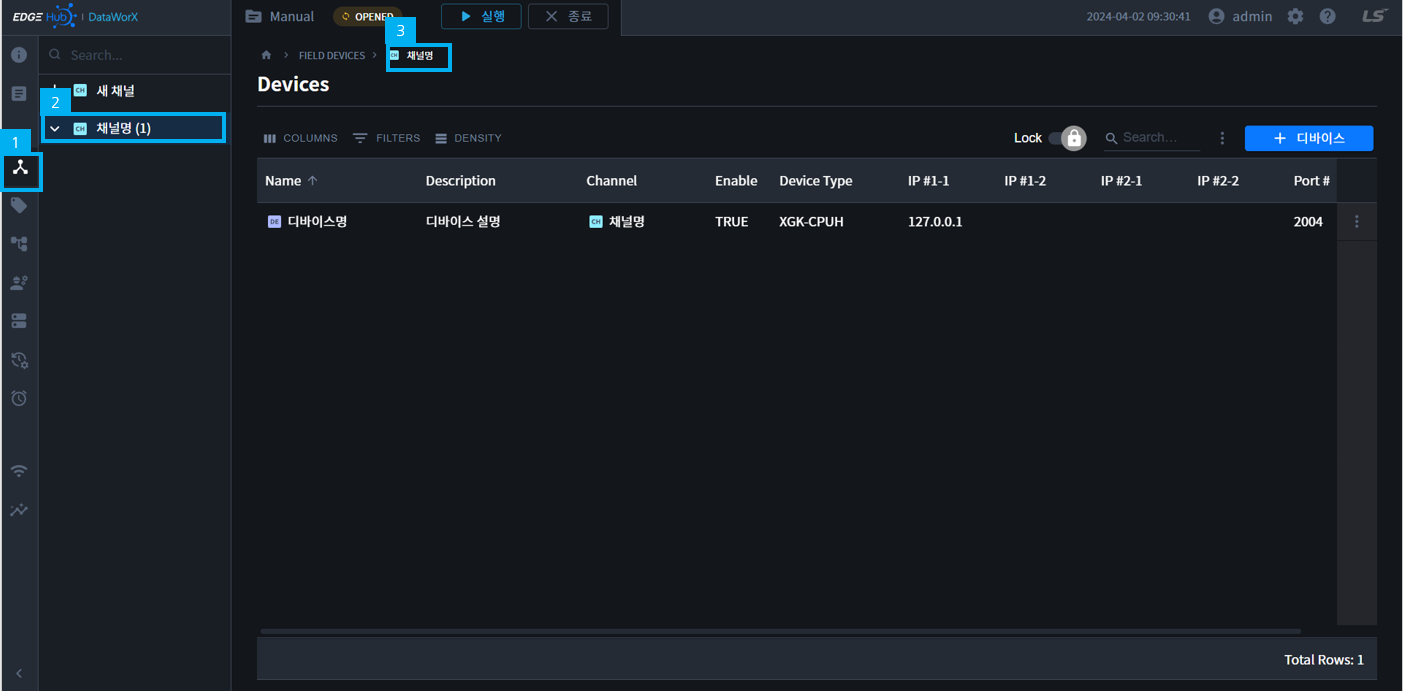 EDGE Hub | DataWorX
Manual
OPENED
실행
종료
2024-04-02 09:30:41
admin
LS
3
Search...
FIELD DEVICES
CH 채널명
Devices
CH 새 채널
2
CH 채널명 (1)
1
COLUMNS
FILTERS
DENSITY
Lock
Search...
+ 디바이스
Name Description Channel Enable Device Type IP #1-1 IP #1-2 IP #2-1 IP #2-2 Port #
DE 디바이스명 디바이스 설명 CH 채널명 TRUE XGK-CPUH 127.0.0.1 2004
Total Rows: 1